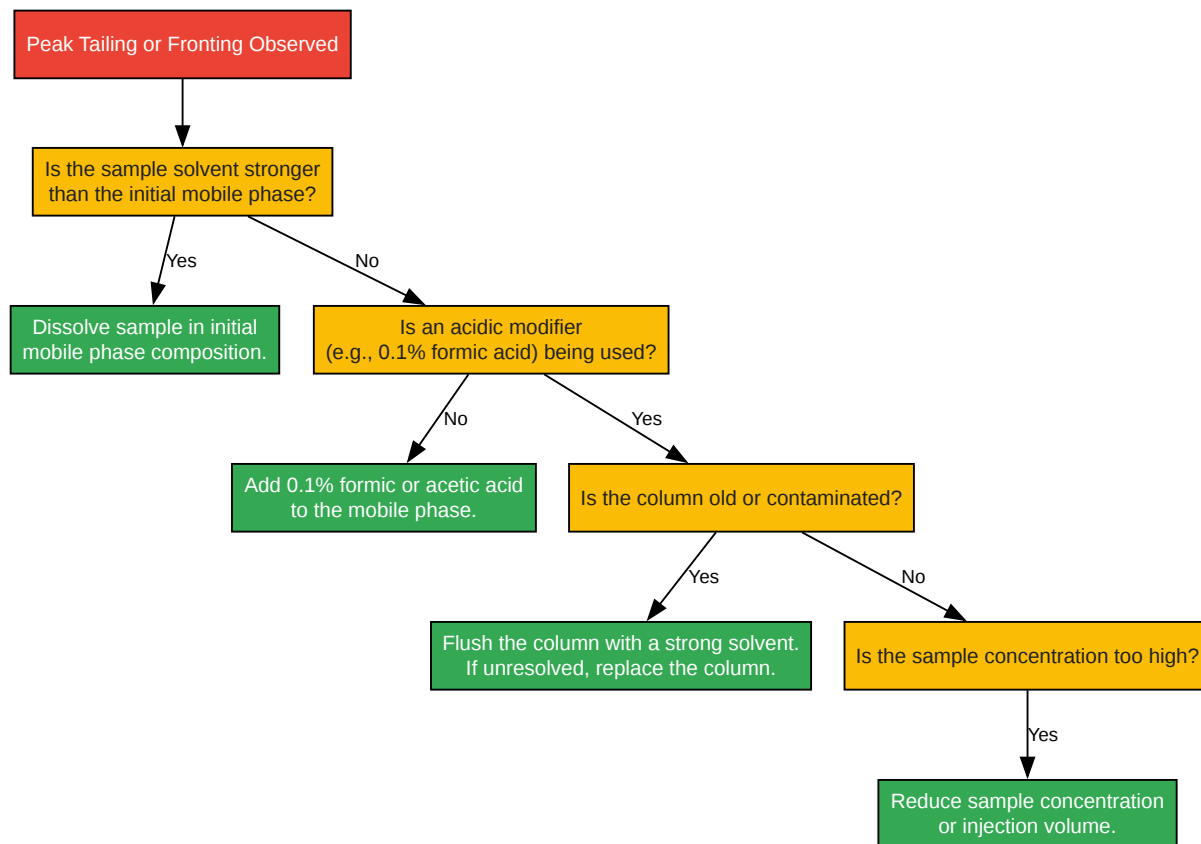 Peak Tailing or Fronting Observed
Is the sample solvent stronger
than the initial mobile phase?
Yes
No
Dissolve sample in initial
mobile phase composition.
Is an acidic modifier
(e.g., 0.1% formic acid) being used?
No
Yes
Add 0.1% formic or acetic acid
to the mobile phase.
Is the column old or contaminated?
Yes
No
Flush the column with a strong solvent.
If unresolved, replace the column.
Is the sample concentration too high?
Yes
Reduce sample concentration
or injection volume.